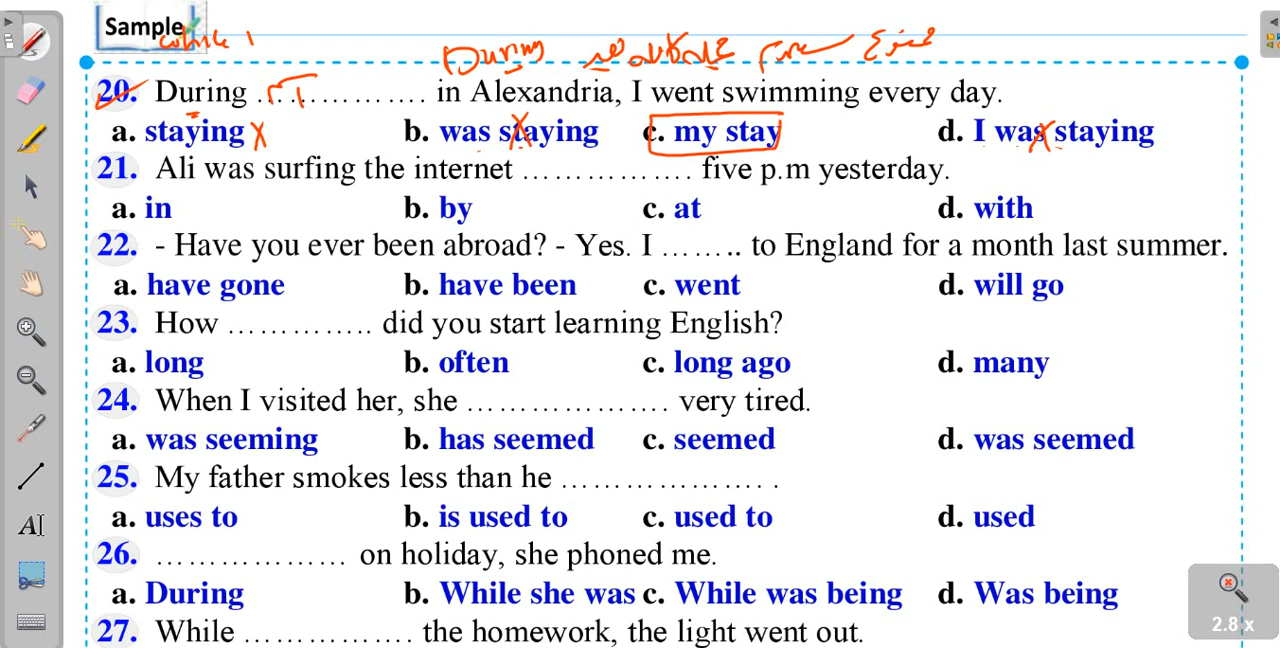 Sample
while 1
During
20. During .................. in Alexandria, I went swimming every day.
a. staying b. was staying c. my stay d. I was staying
21. Ali was surfing the internet ................. five p.m yesterday.
a. in b. by c. at d. with
22. - Have you ever been abroad? - Yes. I ........ to England for a month last summer.
a. have gone b. have been c. went d. will go
23. How .............. did you start learning English?
a. long b. often c. long ago d. many
24. When I visited her, she .................... very tired.
a. was seeming b. has seemed c. seemed d. was seemed
25. My father smokes less than he ..................... .
a. uses to b. is used to c. used to d. used
26. ................... on holiday, she phoned me.
a. During b. While she was c. While was being d. Was being
27. While ................. the homework, the light went out.
AI
2.8 x